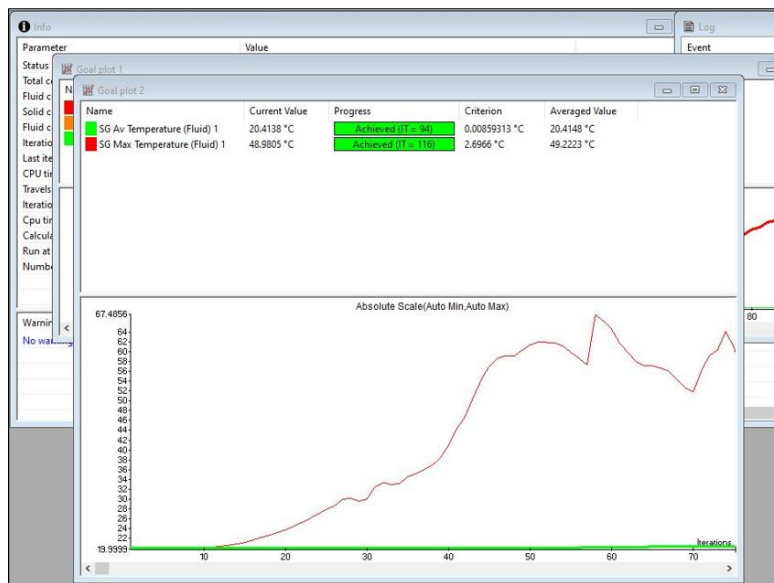 Info
Log
Parameter Value
Event
Status
Goal plot 1
Total c
Fluid c
Solid c
Fluid c
Iteratio
Last ite
CPU tir
Travels
Iteratio
Cpu tir
Calcula
Run at
Numbe
Goal plot 2
Name Current Value Progress Criterion Averaged Value
SG Av Temperature (Fluid) 1 20.4138 °C Achieved (IT = 94) 0.00859313 °C 20.4148 °C
SG Max Temperature (Fluid) 1 48.9805 °C Achieved (IT = 116) 2.6966 °C 49.2223 °C
Warnin
No warning
Absolute Scale(Auto Min,Auto Max)
67.4856
64
62
60
58
56
54
52
50
48
46
44
42
40
38
36
34
32
30
28
26
24
22
19.9999
10 20 30 40 50 60 70
Iterations
80